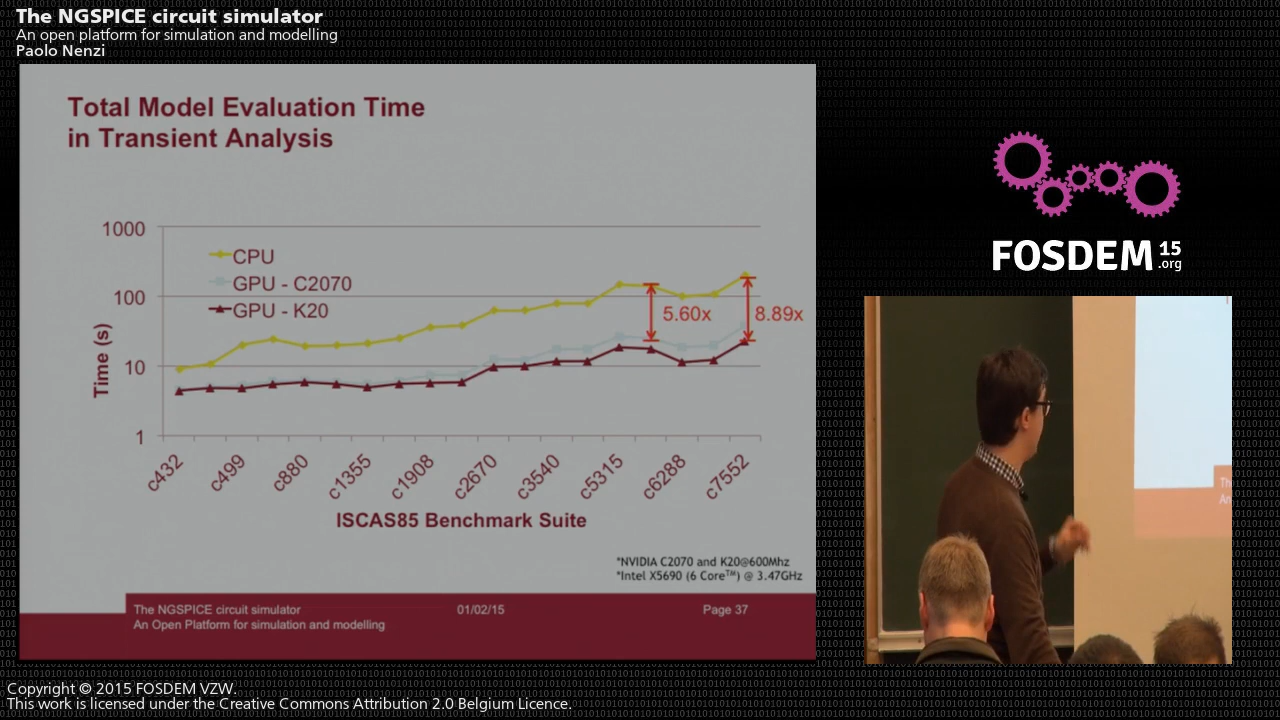 The NGSPICE circuit simulator
An open platform for simulation and modelling
Paolo Nenzi
Total Model Evaluation Time
in Transient Analysis
1000
100
10
1
Time (s)
CPU
GPU - C2070
GPU - K20
5.60x
8.89x
c432
c499
c880
c1355
c1908
c2670
c3540
c5315
c6288
c7552
ISCAS85 Benchmark Suite
*NVIDIA C2070 and K20@600Mhz
*Intel X5690 (6 Core™) @ 3.47GHz
The NGSPICE circuit simulator 01/02/15 Page 37
An Open Platform for simulation and modelling
FOSDEM 15
.org
Th
An
Copyright © 2015 FOSDEM VZW.
This work is licensed under the Creative Commons Attribution 2.0 Belgium Licence.